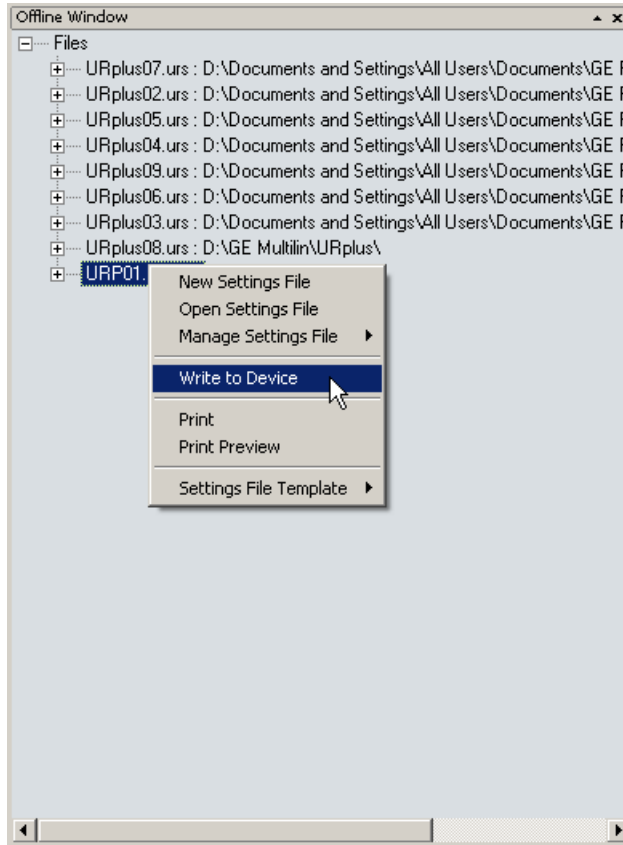 Offline Window
Files
URplus07.urs : D:\Documents and Settings\All Users\Documents\GE
URplus02.urs : D:\Documents and Settings\All Users\Documents\GE
URplus05.urs : D:\Documents and Settings\All Users\Documents\GE
URplus04.urs : D:\Documents and Settings\All Users\Documents\GE
URplus09.urs : D:\Documents and Settings\All Users\Documents\GE
URplus06.urs : D:\Documents and Settings\All Users\Documents\GE
URplus03.urs : D:\Documents and Settings\All Users\Documents\GE
URplus08.urs : D:\GE Multilin\URplus\
URP01.
New Settings File
Open Settings File
Manage Settings File
Write to Device
Print
Print Preview
Settings File Template